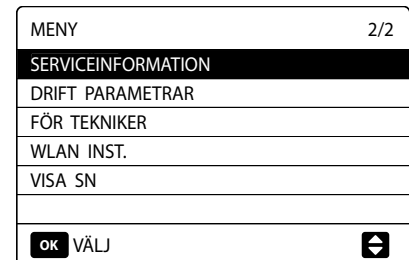 MENY 2/2
SERVICEINFORMATION
DRIFT PARAMETRAR
FÖR TEKNIKER
WLAN INST.
VISA SN
OK VÄLJ